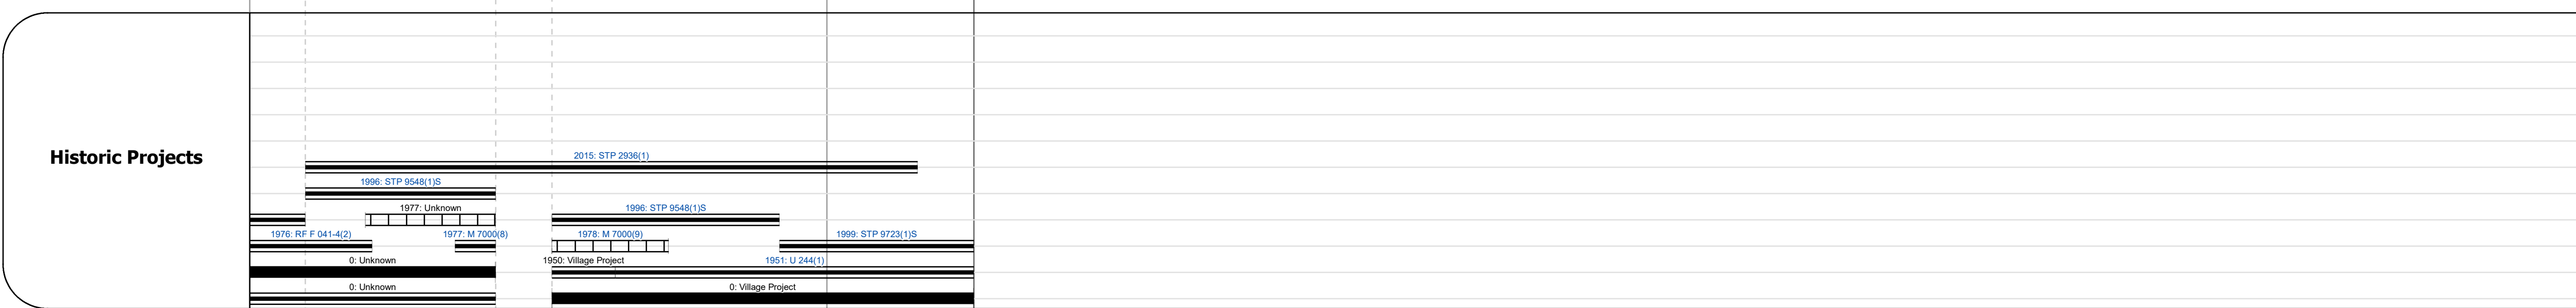 2015: STP 2936(1)
Historic Projects
1996: STP 9548(1)S
1977: Unknown
1996: STP 9548(1)S
1976: RF F 041-4(2)
1977: M 7000(8)
1978: M 7000(9)
1999: STP 9723(1)S
0: Unknown
1950: Village Project
1951: U 244(1)
0: Unknown
0: Village Project